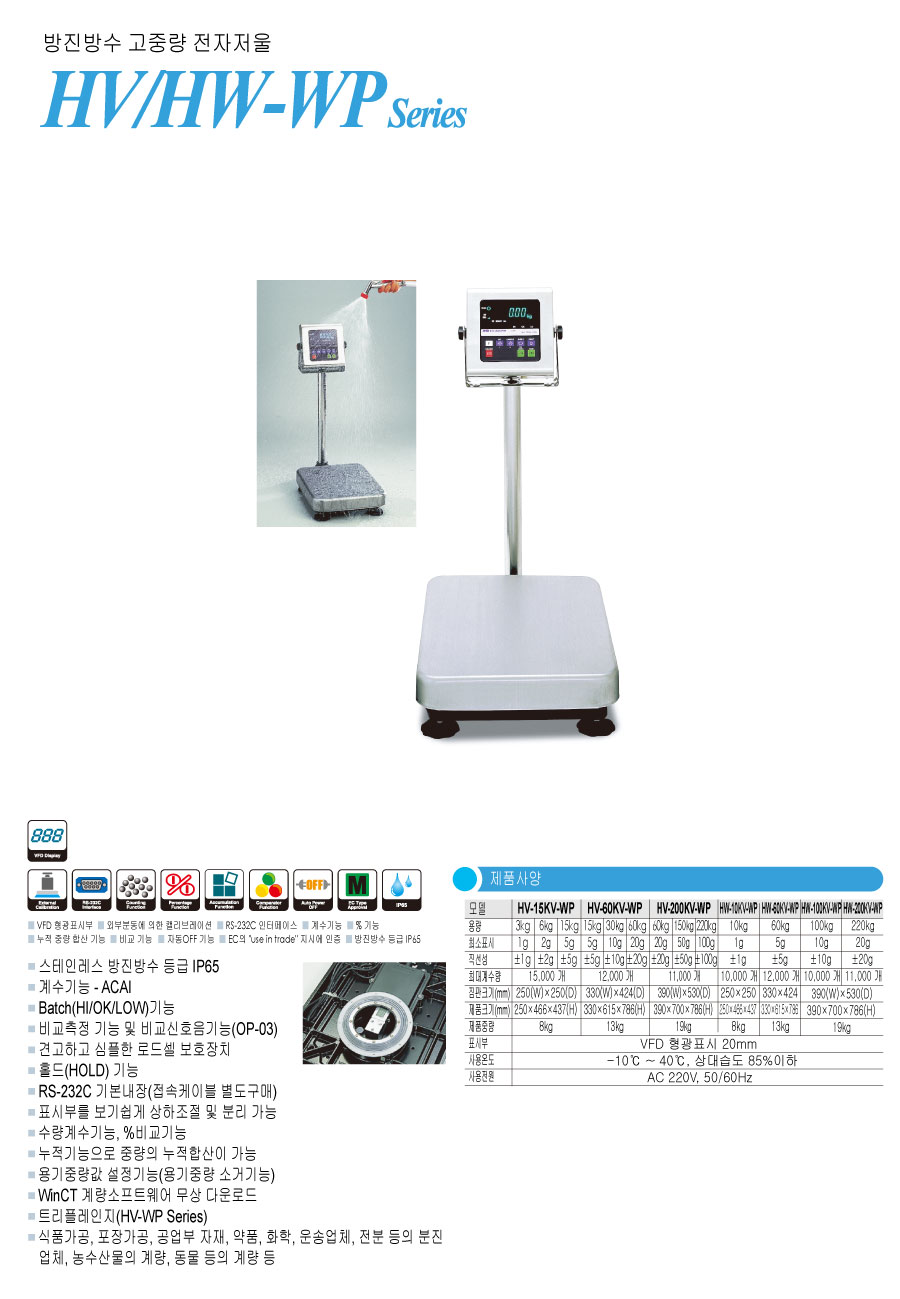 방진방수 고중량 전자저울
HV/HW-WP Series
0.00 kg
888
VFD Display
External Calibration
RS-232C Interface
Counting Function
Percentage Function
Accumulation Function
Comparator Function
OFF
Auto Power OFF
M
EC Type Approved
IP65
VFD 형광표시부 외부분동에 의한 캘리브레이션 RS-232C 인터페이스 계수기능 % 기능
누적 중량 합산 기능 비교 기능 자동OFF 기능 EC의 "use in trade" 지시에 인증 방진방수 등급 IP65
스테인레스 방진방수 등급 IP65
계수기능 - ACAI
Batch(HI/OK/LOW)기능
비교측정 기능 및 비교신호음기능(OP-03)
견고하고 심플한 로드셀 보호장치
홀드(HOLD) 기능
RS-232C 기본내장(접속케이블 별도구매)
표시부를 보기쉽게 상하조절 및 분리 가능
수량계수기능, %비교기능
누적기능으로 중량의 누적합산이 가능
용기중량값 설정기능(용기중량 소거기능)
WinCT 계량소프트웨어 무상 다운로드
트리플레인지(HV-WP Series)
식품가공, 포장가공, 공업부 자재, 약품, 화학, 운송업체, 전분 등의 분진
업체, 농수산물의 계량, 동물 등의 계량 등
제품사양
모델 HV-15KV-WP HV-60KV-WP HV-200KV-WP HW-10KV-WP HW-60KV-WP HW-100KV-WP HW-200KV-WP
용량 3kg 6kg 15kg 15kg 30kg 60kg 60kg 150kg 220kg 10kg 60kg 100kg 220kg
최소표시 1g 2g 5g 5g 10g 20g 20g 50g 100g 1g 5g 10g 20g
직선성 ±1g ±2g ±5g ±5g ±10g ±20g ±20g ±50g ±100g ±1g ±5g ±10g ±20g
최대계수량 15,000 개 12,000 개 11,000 개 10,000 개 12,000 개 10,000 개 11,000 개
짐판크기(mm) 250(W)×250(D) 330(W)×424(D) 390(W)×530(D) 250×250 330×424 390(W)×530(D)
제품크기(mm) 250×466×437(H) 330×615×786(H) 390×700×786(H) 250×466×437 330×615×786 390×700×786(H)
제품중량 8kg 13kg 19kg 8kg 13kg 19kg
표시부 VFD 형광표시 20mm
사용온도 -10℃ ~ 40℃, 상대습도 85%이하
사용전원 AC 220V, 50/60Hz